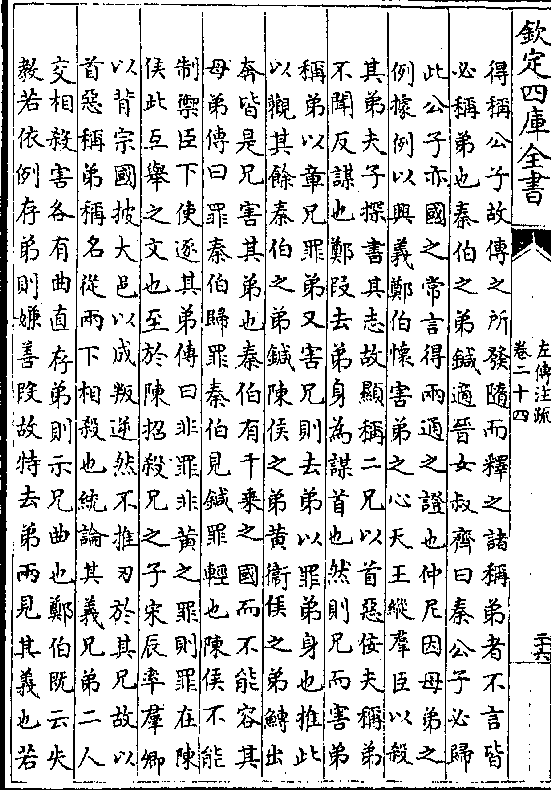 欽定四庫全書
左傳注疏
卷二十四
三六
得稱公子故傳之所發隨而釋之諸稱弟者不言皆
必稱弟也秦伯之弟鍼適晉女叔齊曰秦公子必歸
此公子亦國之常言得兩通之證也仲尼因母弟之
例據例以興義鄭伯懷害弟之心天王縱羣臣以殺
其弟夫子探書其志故顯稱二兄以首惡佞夫稱弟
不聞反謀也鄭段去弟身為謀首也然則兄而害弟
稱弟以章兄罪弟又害兄則去弟以罪弟身也推此
以觀其餘秦伯之弟鍼陳侯之弟黃衛侯之弟鱄出
奔皆是兄害其弟也秦伯有千乘之國而不能容其
母弟傳曰罪秦伯歸罪秦伯見鍼罪輕也陳侯不能
制禦臣下使逐其弟傳曰非罪非黃之罪則罪在陳
侯此互舉之文也至於陳招殺兄之子宋辰率羣卿
以背宗國披大邑以成叛逆然不推刃於其兄故以
首惡稱弟稱名從兩下相殺也統論其義兄弟二人
交相殺害各有曲直存弟則示兄曲也鄭伯既云失
教若依例存弟則嫌善段故特去弟兩見其義也若